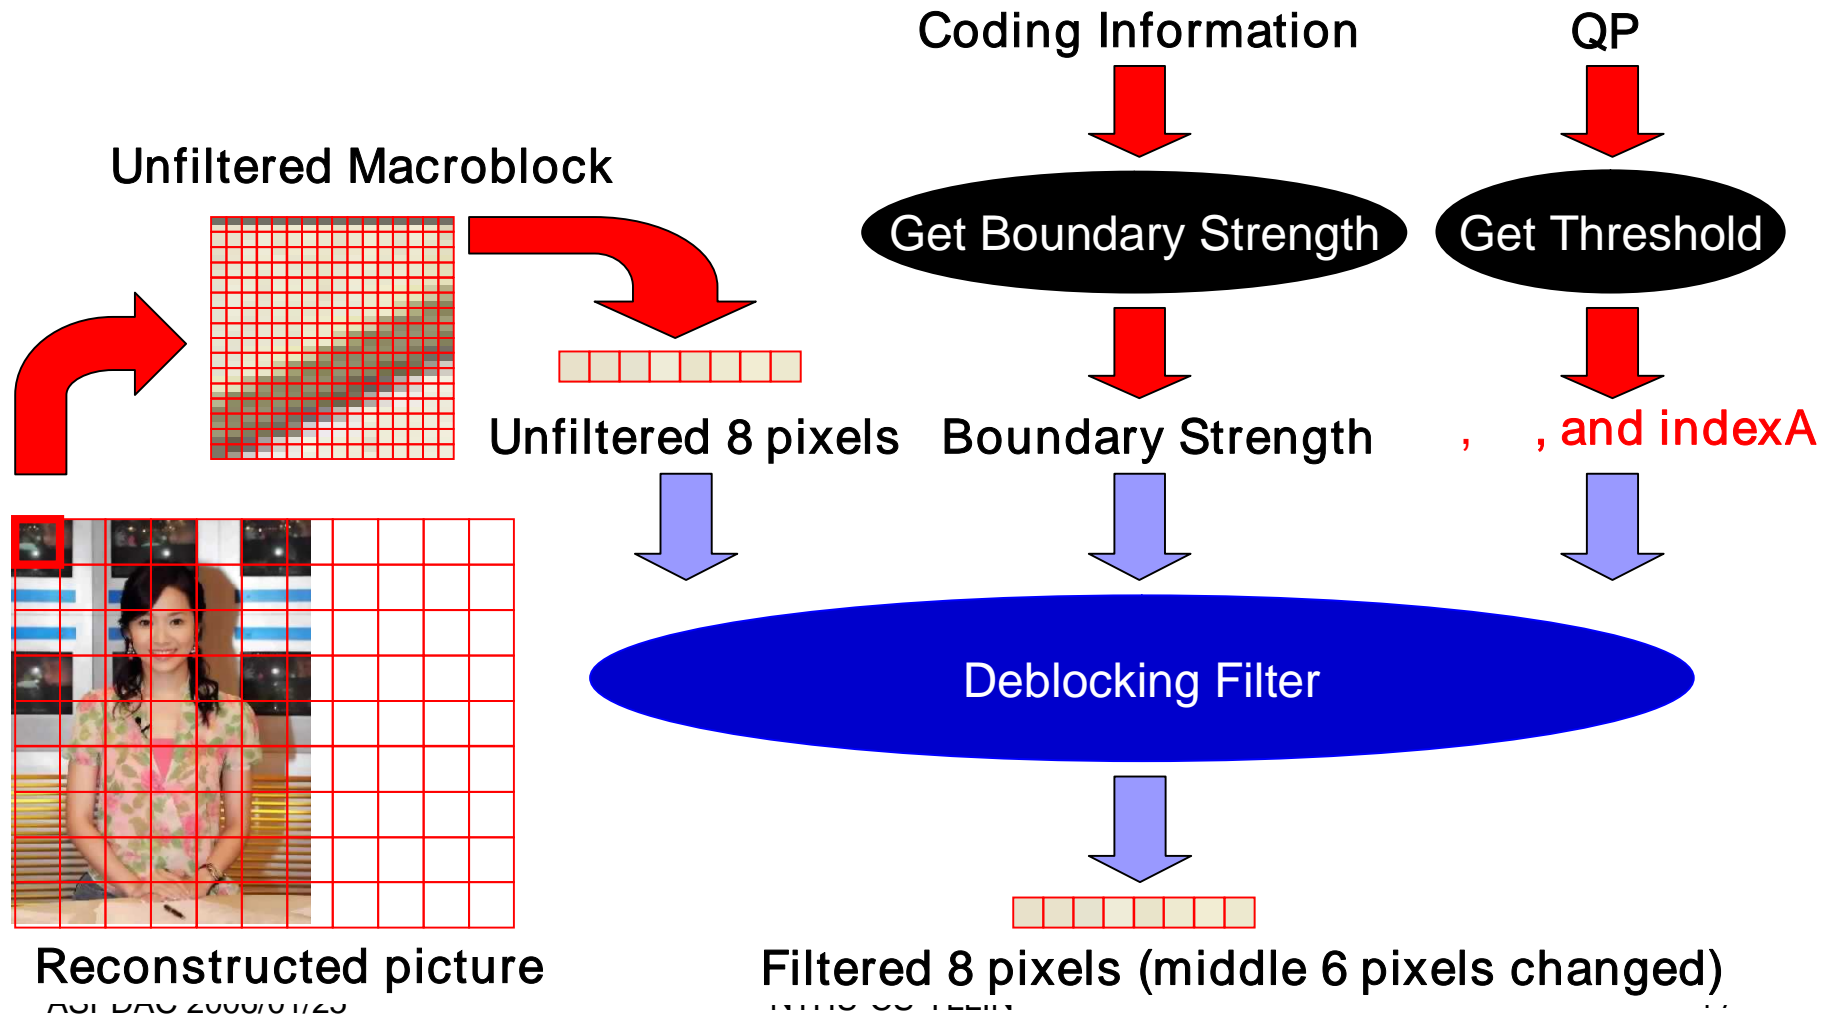 Coding Information
QP
Unfiltered Macroblock
Get Boundary Strength
Get Threshold
Unfiltered 8 pixels
Boundary Strength
, , and indexA
Deblocking Filter
Reconstructed picture
Filtered 8 pixels (middle 6 pixels changed)